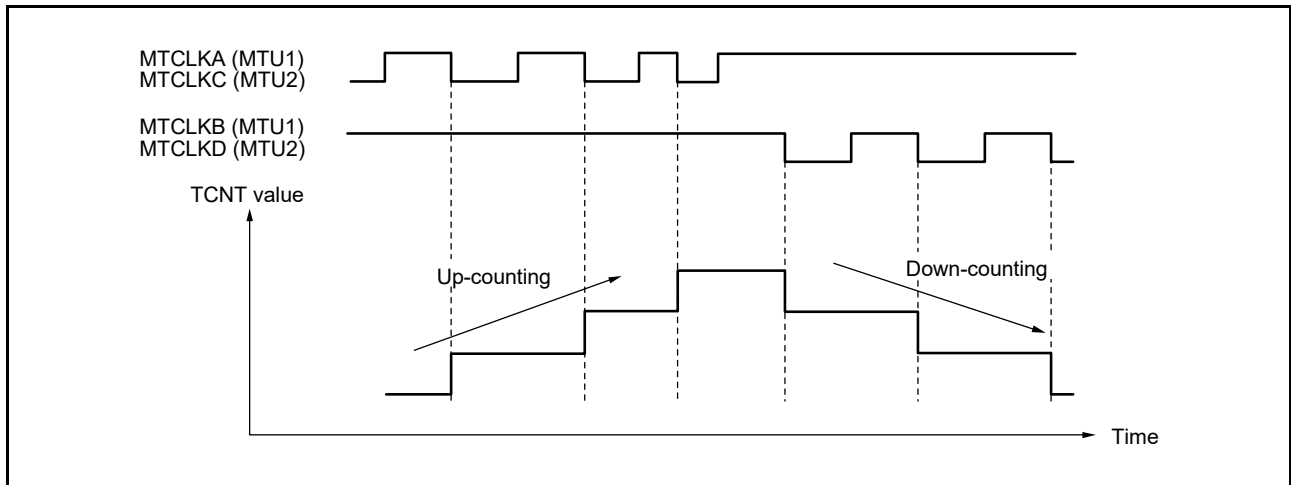 MTCLKA (MTU1)
MTCLKC (MTU2)
MTCLKB (MTU1)
MTCLKD (MTU2)
TCNT value
Up-counting
Down-counting
Time